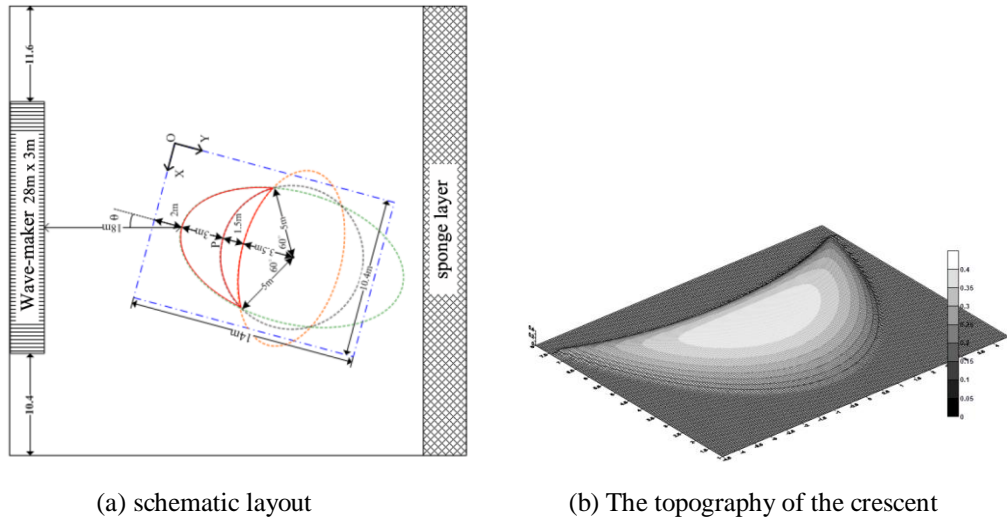 11.6
Wave-maker 28m x 3m
10.4
sponge layer
O
Y
X
θ
18m
2m
3m
P
1.5m
3.5m
60°
60°
5m
5m
10.4m
14m
0.4
0.35
0.3
0.25
0.2
0.15
0.1
0.05
0
(a) schematic layout
(b) The topography of the crescent